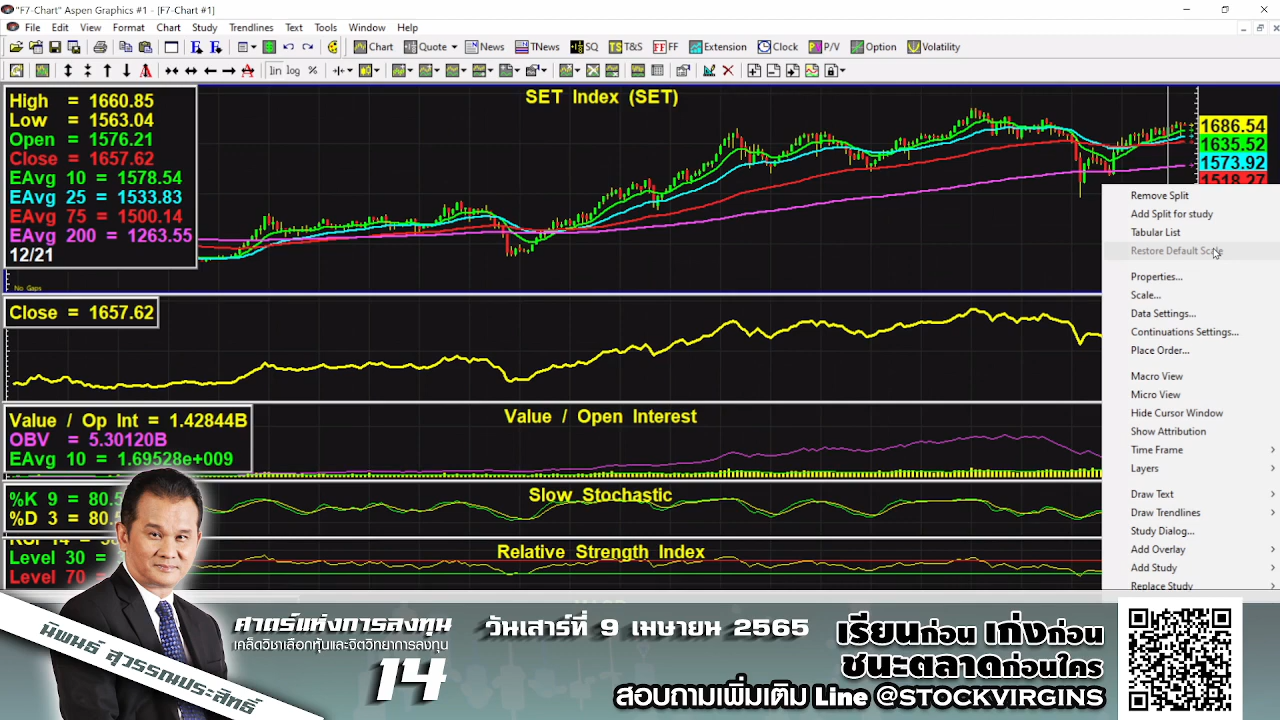 "F7-Chart" Aspen Graphics #1 - [F7-Chart #1]
File Edit View Format Chart Study Trendlines Text Tools Window Help
Chart Quote News TNews SQ T&S FF Extension Clock P/V Option Volatility
lin log %
SET Index (SET)
High = 1660.85
Low = 1563.04
Open = 1576.21
Close = 1657.62
EAvg 10 = 1578.54
EAvg 25 = 1533.83
EAvg 75 = 1500.14
EAvg 200 = 1263.55
12/21
No Gaps
1686.54
1635.52
1573.92
1518.27
Remove Split
Add Split for study
Tabular List
Restore Default Scale
Properties...
Scale...
Data Settings...
Continuations Settings...
Place Order...
Macro View
Micro View
Hide Cursor Window
Show Attribution
Time Frame
Layers
Draw Text
Draw Trendlines
Study Dialog...
Add Overlay
Add Study
Replace Study
Close = 1657.62
Value / Open Interest
Value / Op Int = 1.42844B
OBV = 5.30120B
EAvg 10 = 1.69528e+009
Slow Stochastic
%K 9 = 80.5
%D 3 = 80.5
Relative Strength Index
Level 30 =
Level 70 =
นิพนธ์ สุวรรณประสิทธิ์
ศาตร์แห่งการลงทุน
เคล็ดวิชาเลือกหุ้นและจิตวิทยาการลงทุน
14
วันเสาร์ที่ 9 เมษายน 2565
เรียนก่อน เก่งก่อน
ชนะตลาดก่อนใคร
สอบถามเพิ่มเติม Line @STOCKVIRGINS